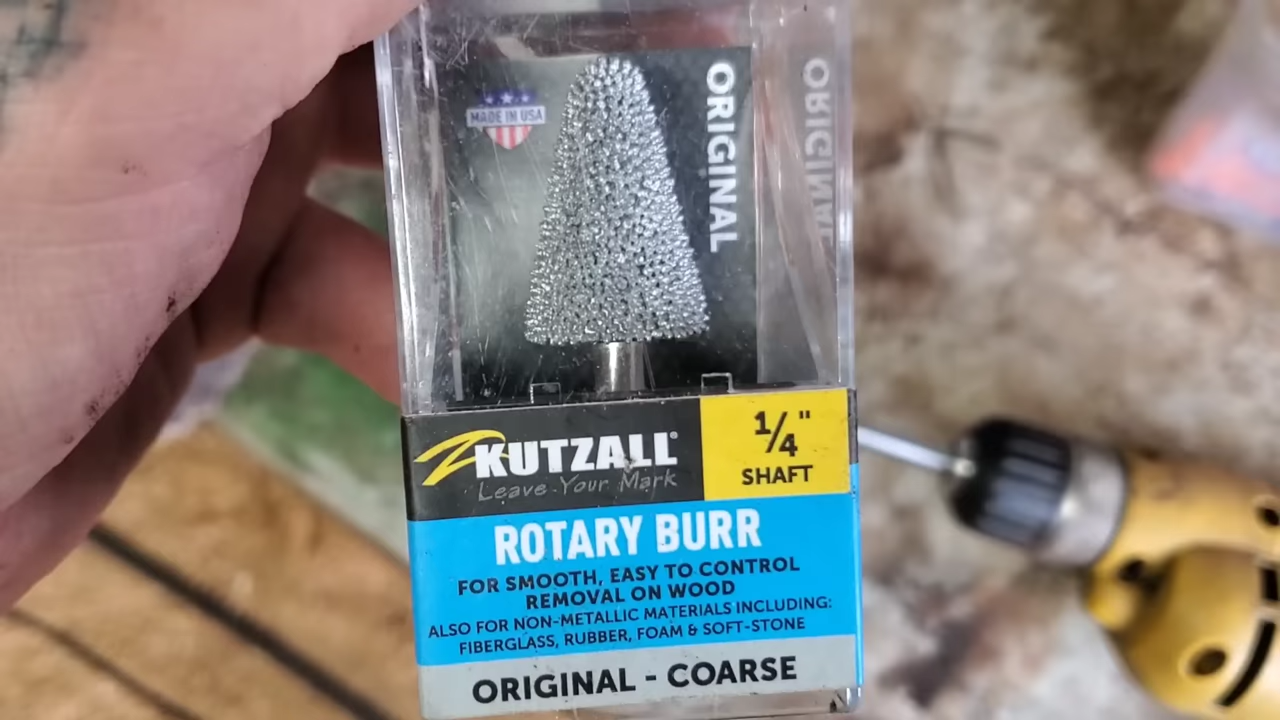 MADE IN USA
ORIGINAL
ORIGINAL
KUTZALL®
Leave Your Mark
1/4"
SHAFT
ROTARY BURR
FOR SMOOTH, EASY TO CONTROL
REMOVAL ON WOOD
ALSO FOR NON-METALLIC MATERIALS INCLUDING:
FIBERGLASS, RUBBER, FOAM & SOFT-STONE
ORIGINAL - COARSE